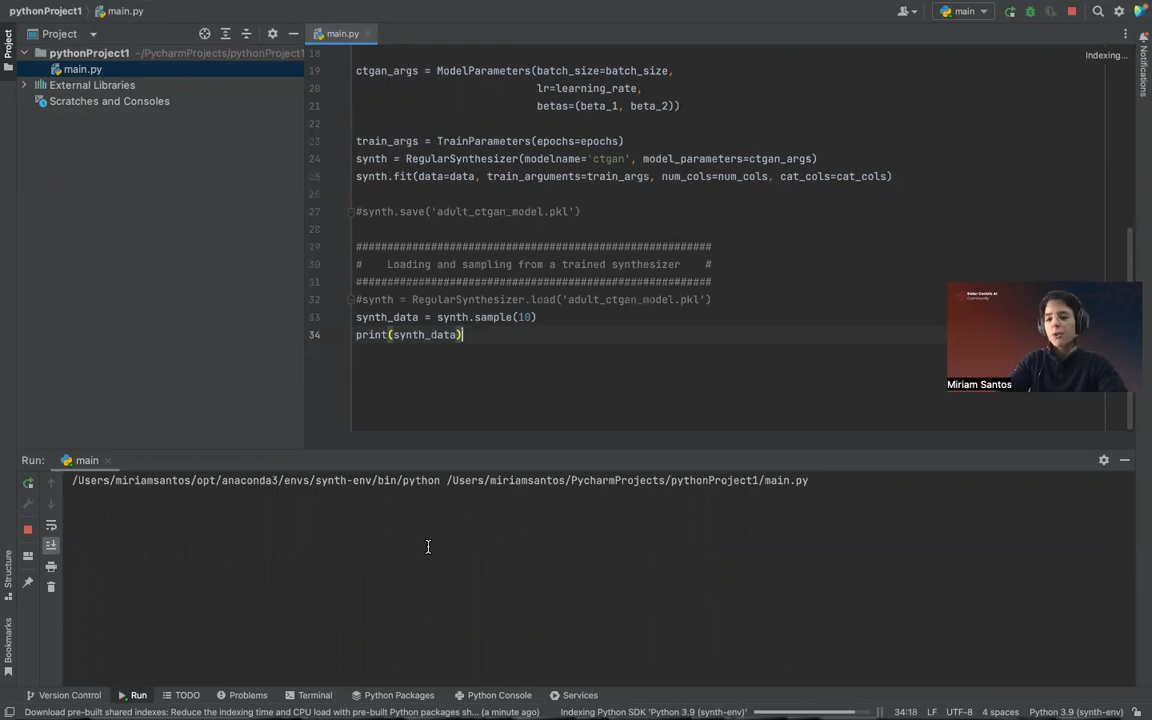 pythonProject1 main.py
main
Project
main.py
Project
pythonProject1 ~/PycharmProjects/pythonProject1
main.py
External Libraries
Scratches and Consoles
Indexing...
Notifications
18
19 ctgan_args = ModelParameters(batch_size=batch_size,
20 lr=learning_rate,
21 betas=(beta_1, beta_2))
22
23 train_args = TrainParameters(epochs=epochs)
24 synth = RegularSynthesizer(modelname='ctgan', model_parameters=ctgan_args)
25 synth.fit(data=data, train_arguments=train_args, num_cols=num_cols, cat_cols=cat_cols)
26
27 #synth.save('adult_ctgan_model.pkl')
28
29 #########################################################
30 # Loading and sampling from a trained synthesizer #
31 #########################################################
32 #synth = RegularSynthesizer.load('adult_ctgan_model.pkl')
33 synth_data = synth.sample(10)
34 print(synth_data)
Data-Centric AI
Community
Miriam Santos
Run: main
/Users/miriamsantos/opt/anaconda3/envs/synth-env/bin/python /Users/miriamsantos/PycharmProjects/pythonProject1/main.py
Structure
Bookmarks
Version Control Run TODO Problems Terminal Python Packages Python Console Services
Download pre-built shared indexes: Reduce the indexing time and CPU load with pre-built Python packages sh... (a minute ago) Indexing Python SDK 'Python 3.9 (synth-env)' 34:18 LF UTF-8 4 spaces Python 3.9 (synth-env)